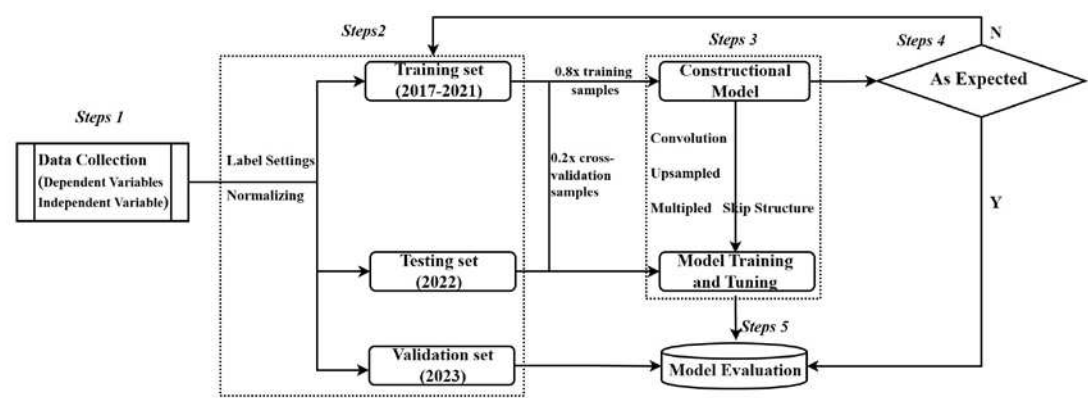 Steps 1
Data Collection
(Dependent Variables
Independent Variable)
Steps2
Label Settings
Normalizing
Training set
(2017-2021)
Testing set
(2022)
Validation set
(2023)
0.8x training
samples
0.2x cross-
validation
samples
Steps 3
Constructional
Model
Convolution
Upsampled
Multipled Skip Structure
Model Training
and Tuning
Steps 4
As Expected
N
Y
Steps 5
Model Evaluation